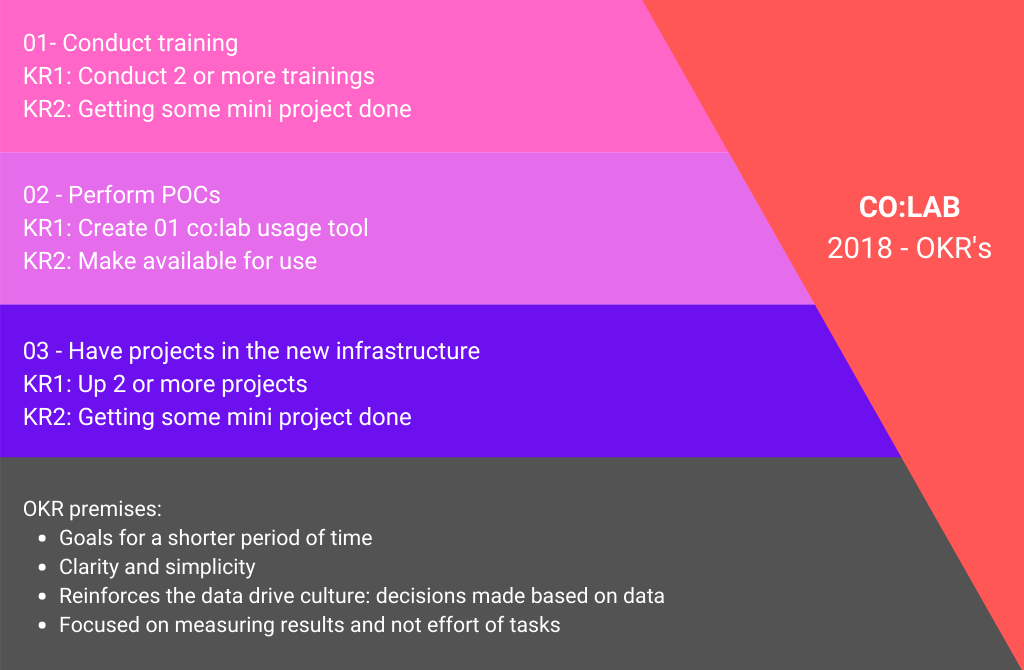 01- Conduct training
KR1: Conduct 2 or more trainings
KR2: Getting some mini project done
02 - Perform POCs
KR1: Create 01 co:lab usage tool
KR2: Make available for use
03 - Have projects in the new infrastructure
KR1: Up 2 or more projects
KR2: Getting some mini project done
OKR premises:
• Goals for a shorter period of time
• Clarity and simplicity
• Reinforces the data drive culture: decisions made based on data
• Focused on measuring results and not effort of tasks
CO:LAB
2018 - OKR's